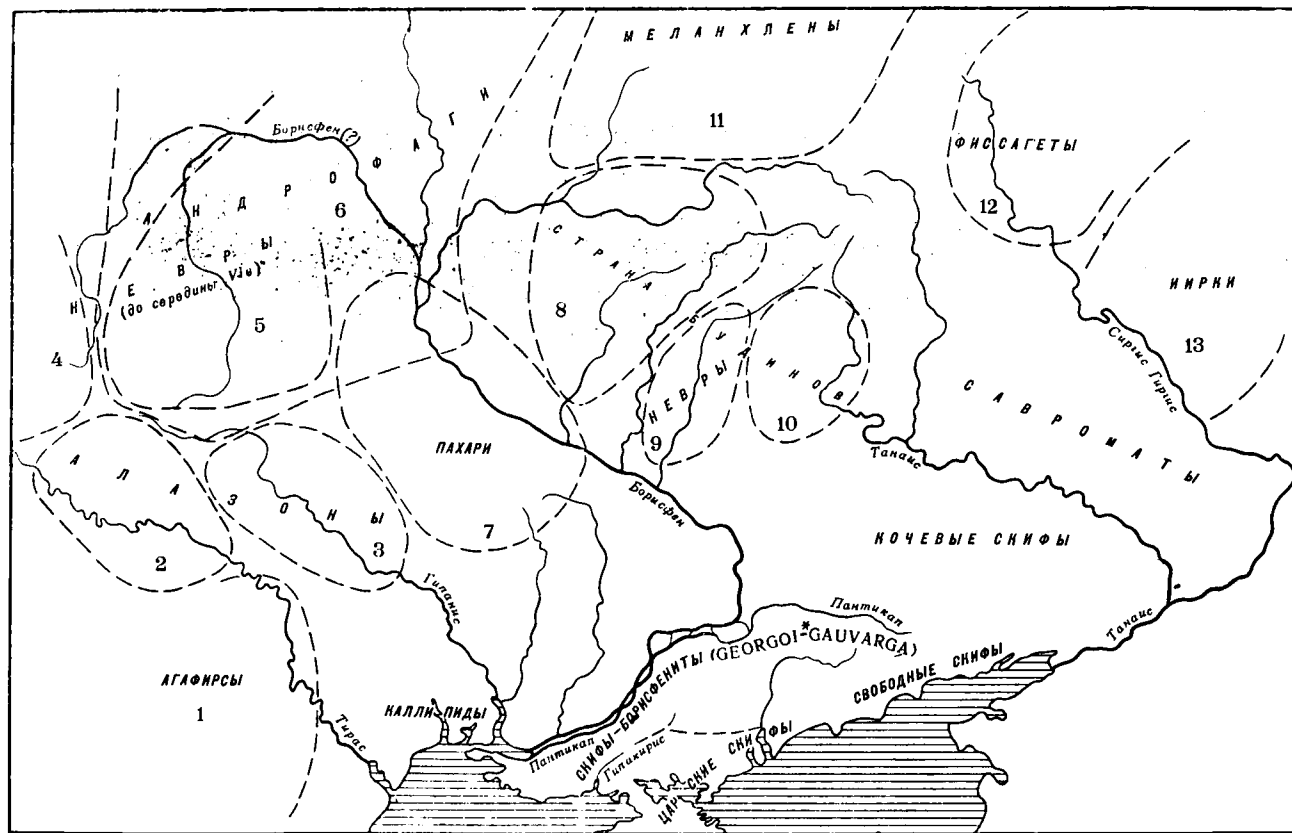 МЕЛАНХЛЕНЫ
11
Борисфен (?)
АНДРОФАГИ
6
ФИССАГЕТЫ
12
НЕВРЫ
(до середины VIв)
5
4
СТРАНА БУДИНОВ
8
ИИРКИ
13
Сиргис Гиргис
НЕВРЫ
9
10
САВРОМАТЫ
Танаис
АЛАЗОНЫ
2
3
ПАХАРИ
7
Борисфен
КОЧЕВЫЕ СКИФЫ
Гипанис
Пантикап
Танаис
СКИФЫ-БОРИСФЕНИТЫ (GEORGOI-*GAUVARGA)
СВОБОДНЫЕ СКИФЫ
АГАФИРСЫ
1
Тирас
КАЛЛИПИДЫ
Пантикап
Гипакирис
ЦАРСКИЕ СКИФЫ